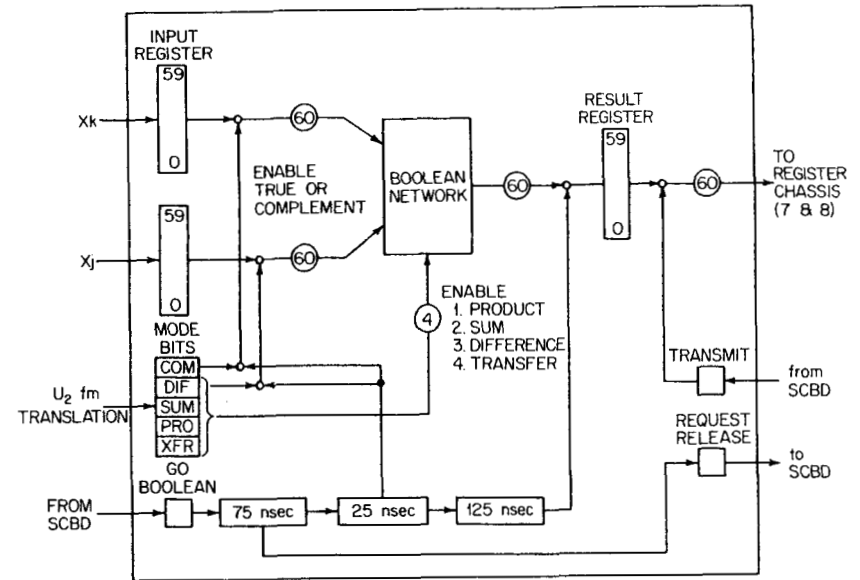 INPUT
REGISTER
59
0
Xk
60
ENABLE
TRUE OR
COMPLEMENT
BOOLEAN
NETWORK
60
RESULT
REGISTER
59
0
60
TO
REGISTER
CHASSIS
(7 & 8)
59
0
Xj
60
4
ENABLE
1. PRODUCT
2. SUM
3. DIFFERENCE
4. TRANSFER
MODE
BITS
COM
DIF
SUM
PRO
XFR
U2 fm
TRANSLATION
TRANSMIT
from
SCBD
REQUEST
RELEASE
to
SCBD
GO
BOOLEAN
FROM
SCBD
75 nsec
25 nsec
125 nsec